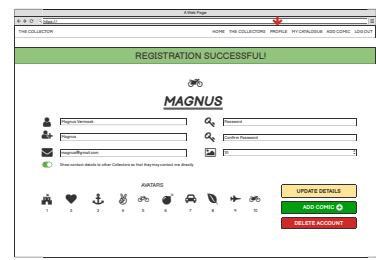 A Web Page
https://
THE COLLECTOR HOME THE COLLECTORS PROFILE MY CATALOGUE ADD COMIC LOG OUT
REGISTRATION SUCCESSFUL!
MAGNUS
Magnus Vermaak Password
Magnus Confirm Password
magnus@gmail.com 10
Show contact details to other Collectors so that they may contact me directly
AVATARS
1 2 3 4 5 6 7 8 9 10
UPDATE DETAILS
ADD COMIC
DELETE ACCOUNT